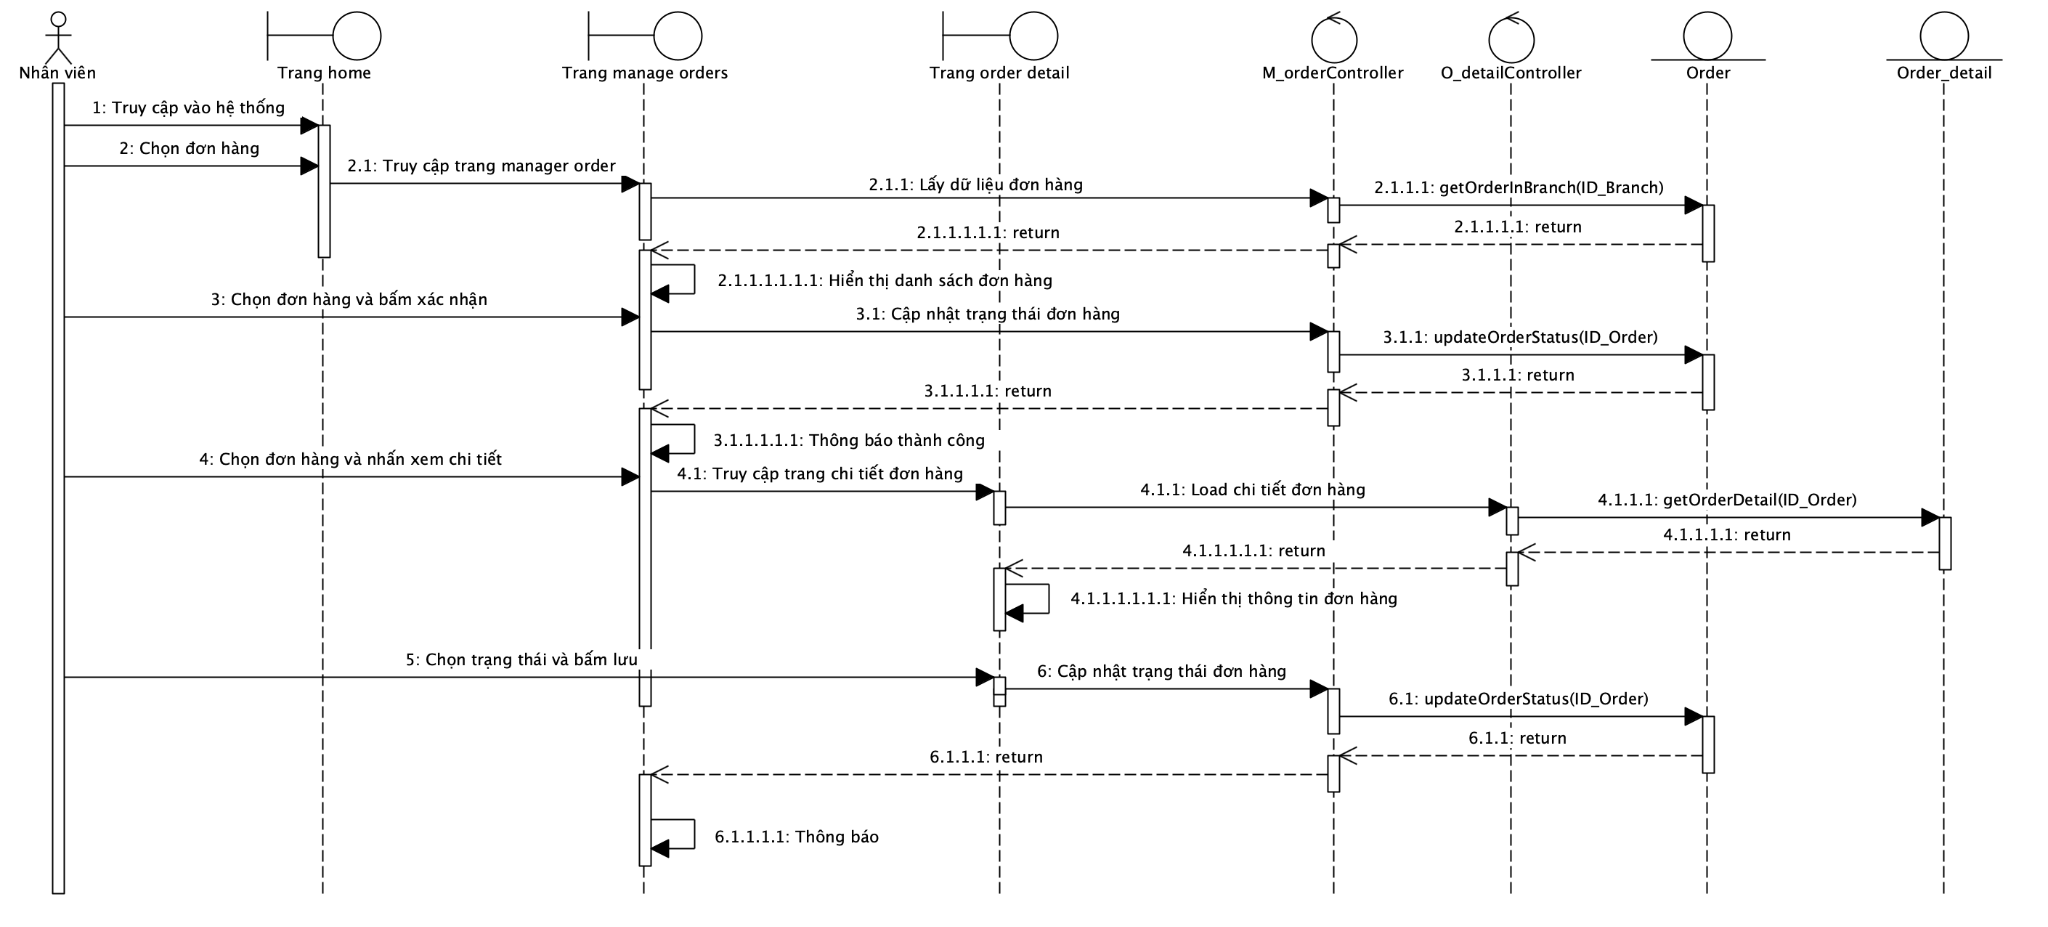 Nhân viên
Trang home
Trang manage orders
Trang order detail
M_orderController
O_detailController
Order
Order_detail
1: Truy cập vào hệ thống
2: Chọn đơn hàng
2.1: Truy cập trang manager order
2.1.1: Lấy dữ liệu đơn hàng
2.1.1.1: getOrderInBranch(ID_Branch)
2.1.1.1.1: return
2.1.1.1.1.1: return
2.1.1.1.1.1.1: Hiển thị danh sách đơn hàng
3: Chọn đơn hàng và bấm xác nhận
3.1: Cập nhật trạng thái đơn hàng
3.1.1: updateOrderStatus(ID_Order)
3.1.1.1: return
3.1.1.1.1: return
3.1.1.1.1.1: Thông báo thành công
4: Chọn đơn hàng và nhấn xem chi tiết
4.1: Truy cập trang chi tiết đơn hàng
4.1.1: Load chi tiết đơn hàng
4.1.1.1: getOrderDetail(ID_Order)
4.1.1.1.1: return
4.1.1.1.1.1: return
4.1.1.1.1.1.1: Hiển thị thông tin đơn hàng
5: Chọn trạng thái và bấm lưu
6: Cập nhật trạng thái đơn hàng
6.1: updateOrderStatus(ID_Order)
6.1.1: return
6.1.1.1: return
6.1.1.1.1: Thông báo